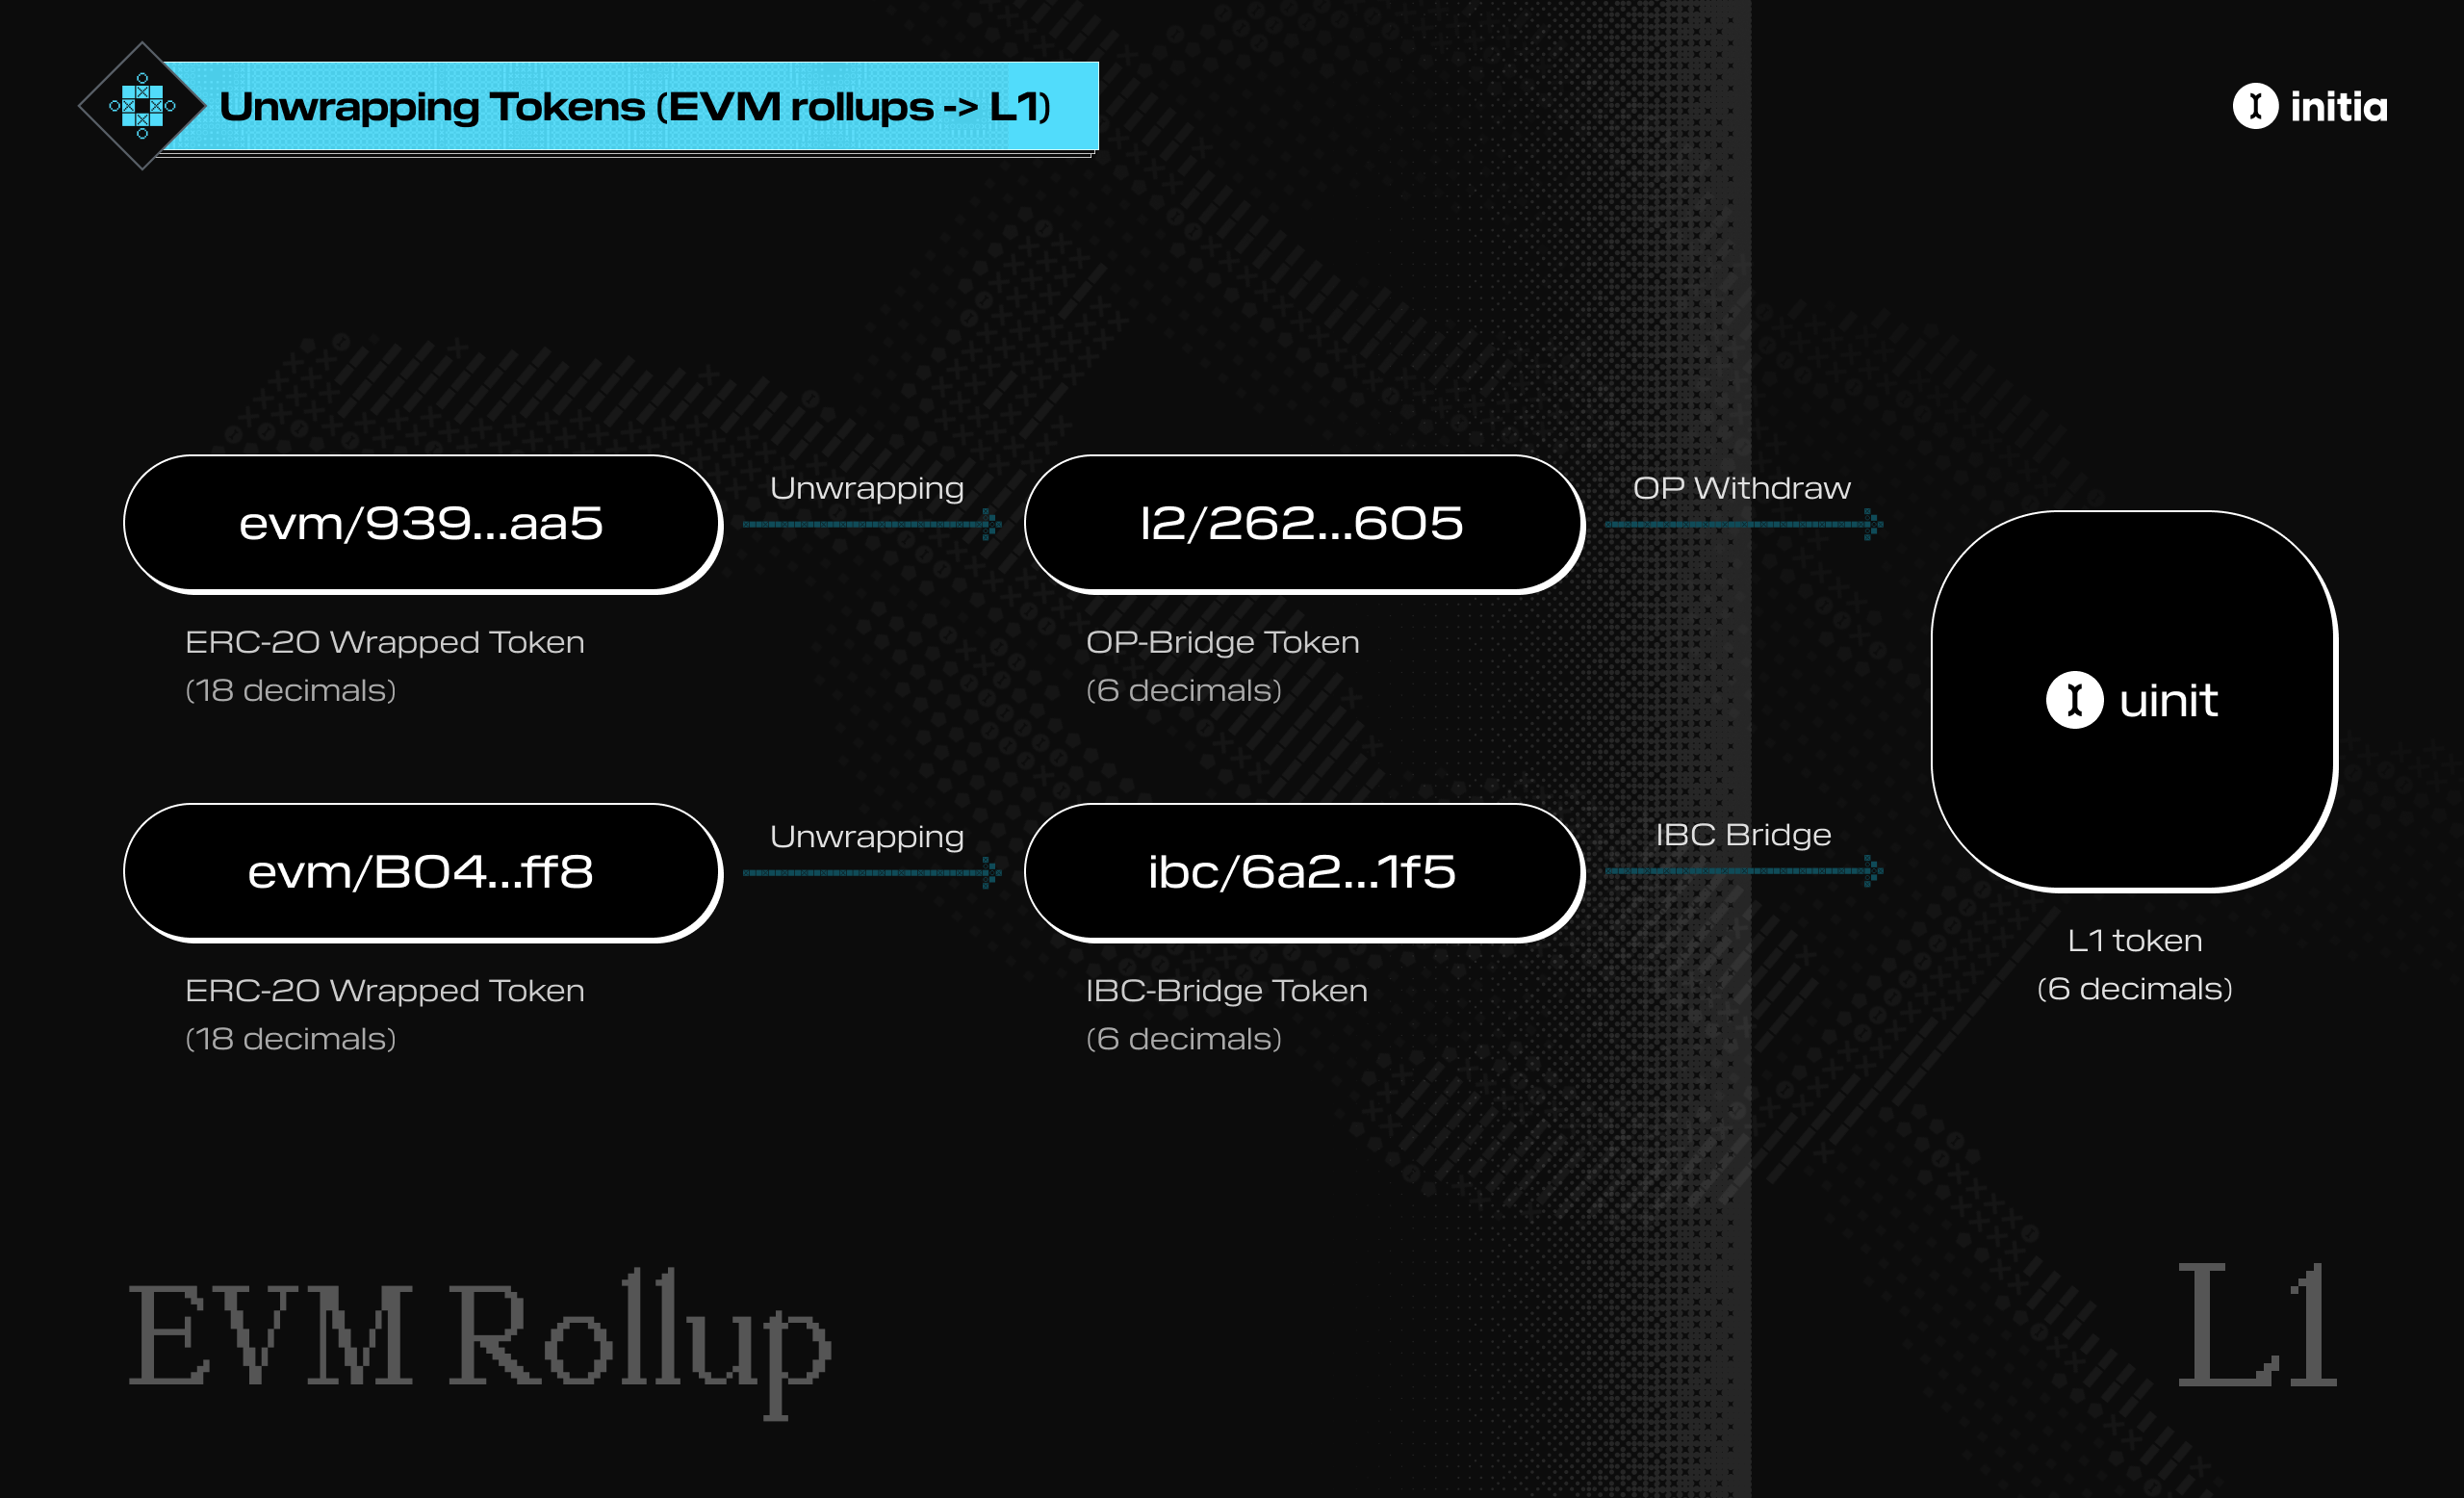 Unwrapping Tokens (EVM rollups -> L1)
initia
evm/939...aa5
Unwrapping
l2/262...605
OP Withdraw
ERC-20 Wrapped Token
(18 decimals)
OP-Bridge Token
(6 decimals)
uinit
evm/B04...ff8
Unwrapping
ibc/6a2...1f5
IBC Bridge
ERC-20 Wrapped Token
(18 decimals)
IBC-Bridge Token
(6 decimals)
L1 token
(6 decimals)
EVM Rollup
L1